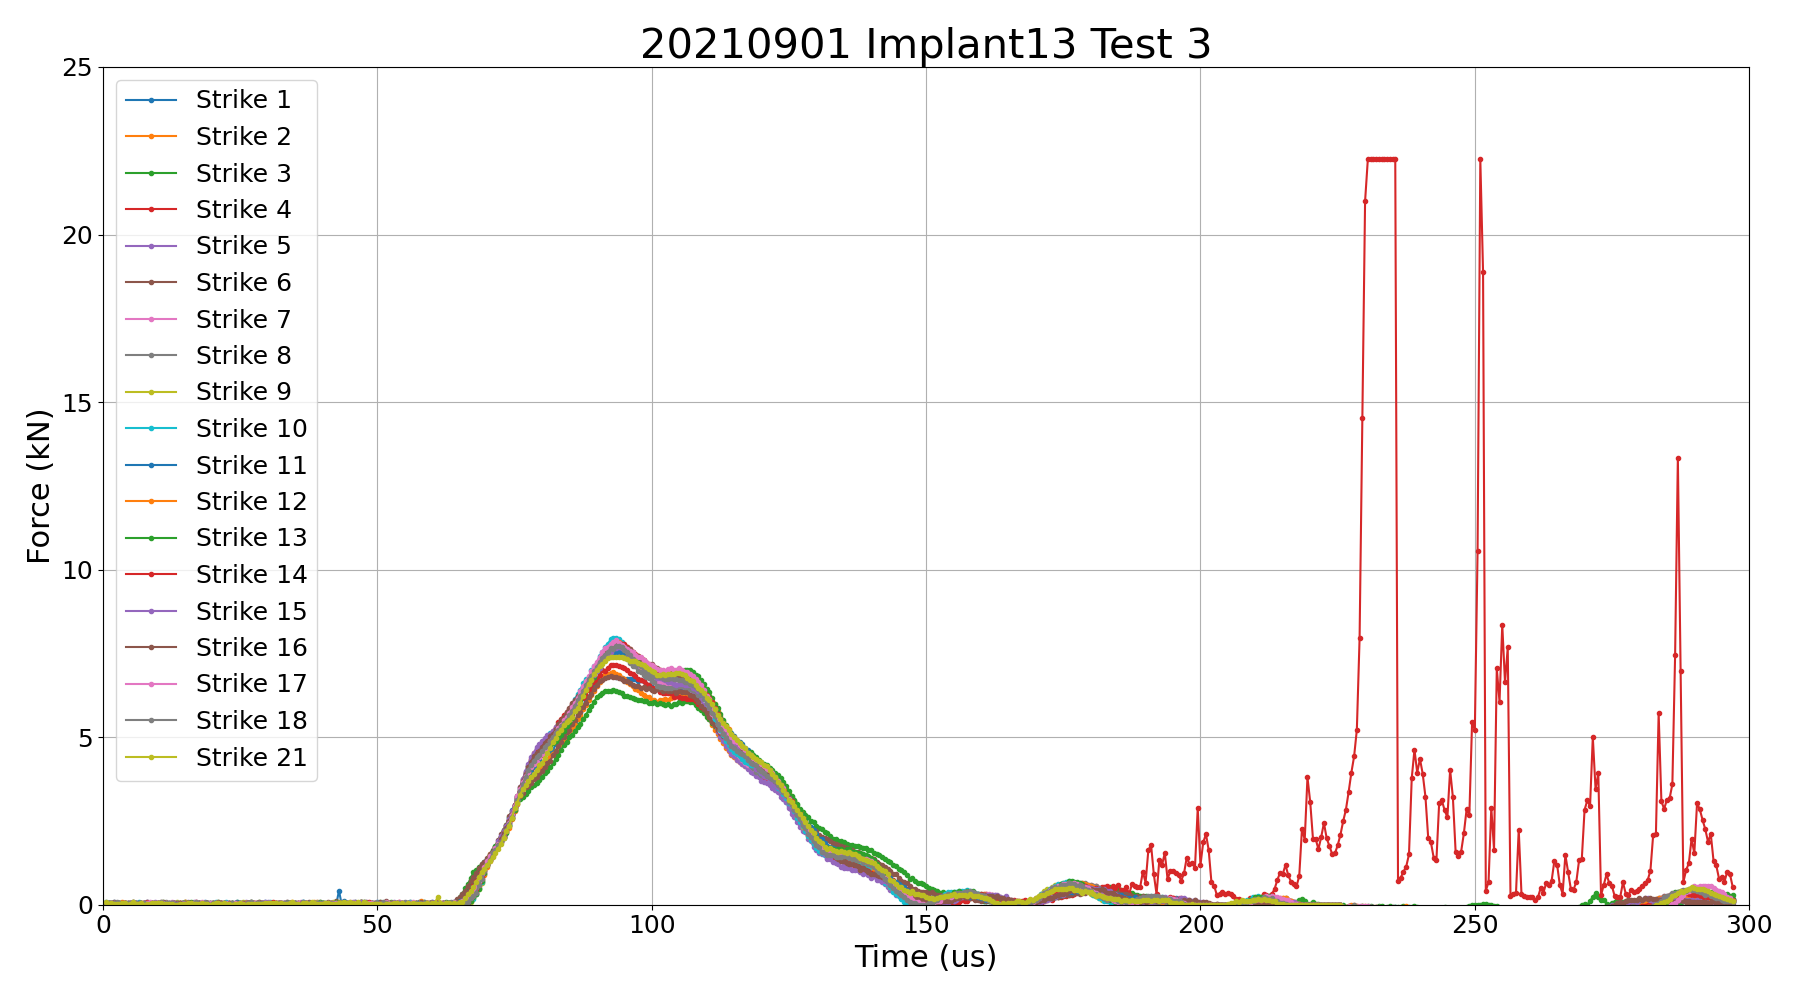 20210901 Implant13 Test 3
25
20
15
10
5
0
Force (kN)
Strike 1
Strike 2
Strike 3
Strike 4
Strike 5
Strike 6
Strike 7
Strike 8
Strike 9
Strike 10
Strike 11
Strike 12
Strike 13
Strike 14
Strike 15
Strike 16
Strike 17
Strike 18
Strike 21
0 50 100 150 200 250 300
Time (us)